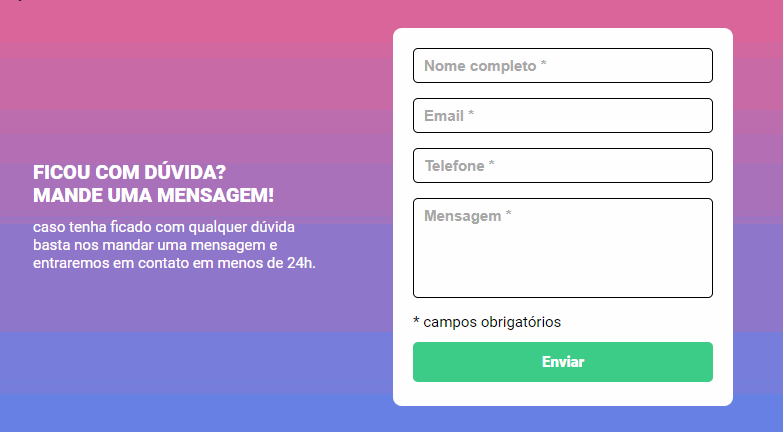 FICOU COM DÚVIDA?
MANDE UMA MENSAGEM!
caso tenha ficado com qualquer dúvida
basta nos mandar uma mensagem e
entraremos em contato em menos de 24h.
Nome completo *
Email *
Telefone *
Mensagem *
* campos obrigatórios
Enviar